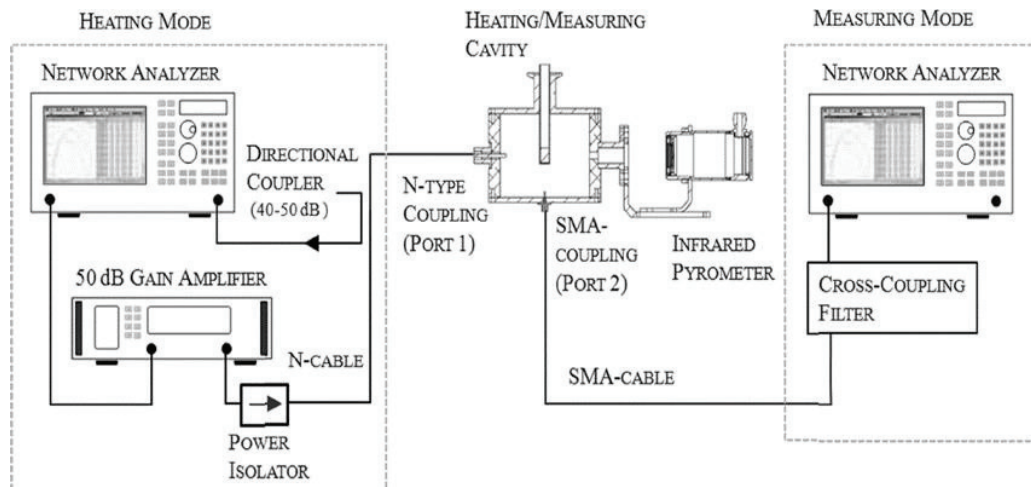 HEATING MODE
NETWORK ANALYZER
DIRECTIONAL
COUPLER
(40-50 dB)
50 dB GAIN AMPLIFIER
N-CABLE
POWER
ISOLATOR
HEATING/MEASURING
CAVITY
N-TYPE
COUPLING
(PORT 1)
SMA-
COUPLING
(PORT 2)
INFRARED
PYROMETER
SMA-CABLE
MEASURING MODE
NETWORK ANALYZER
CROSS-COUPLING
FILTER